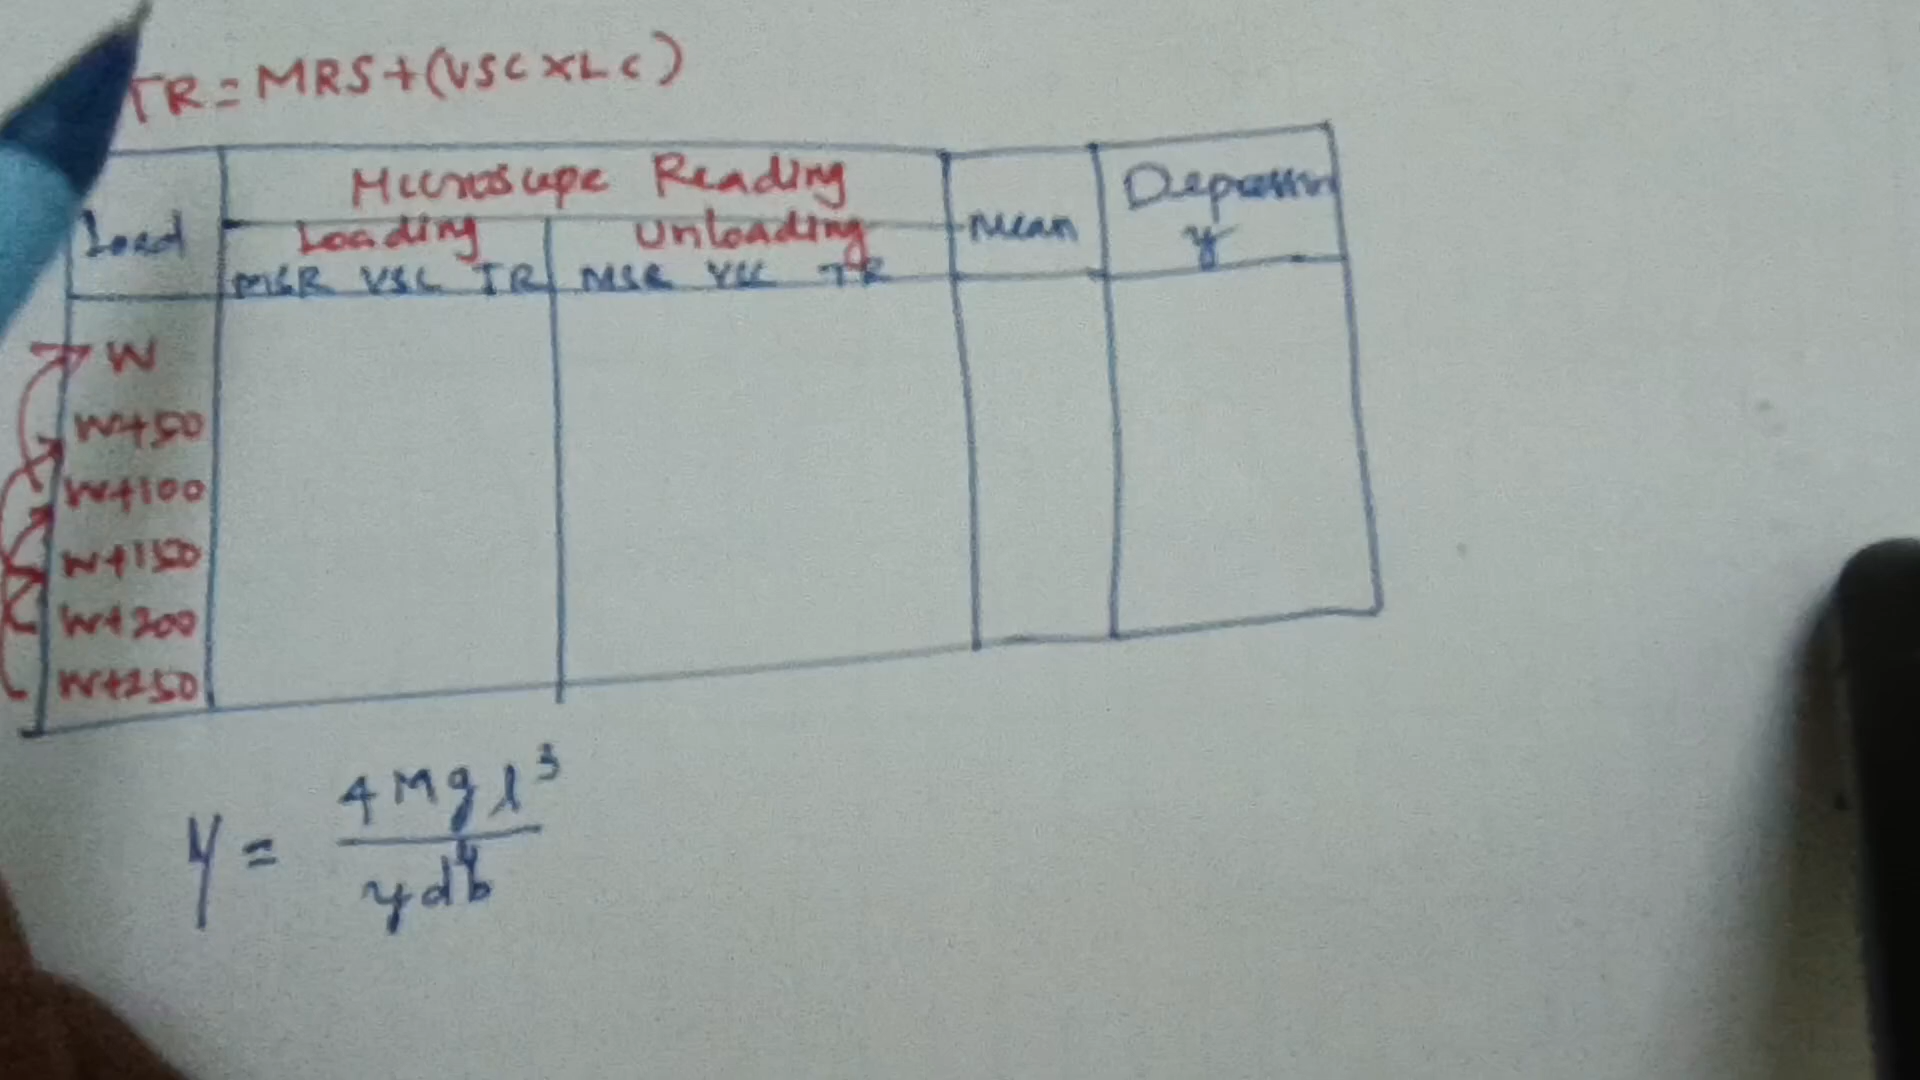 TR = MRS + (VSC X LC)
Load Microscope Reading Mean Depression y
Loading Unloading
MSR VSC TR MSR VSC TR
W
W+50
W+100
W+150
W+200
W+250
Y = 4Mgl³ / yd⁴b